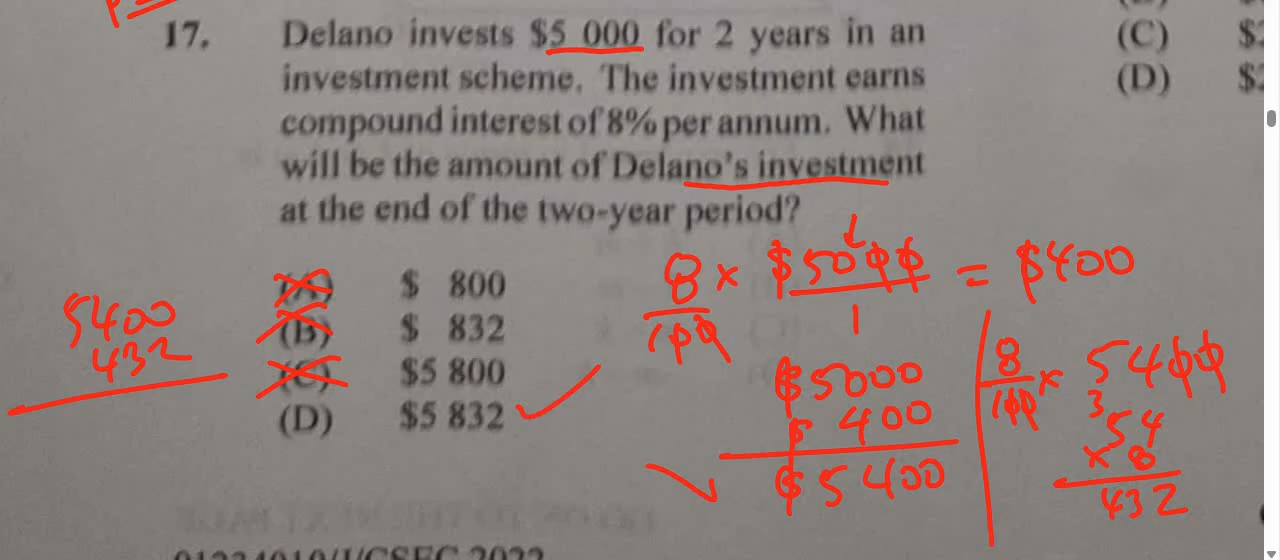 17. Delano invests $5 000 for 2 years in an
investment scheme. The investment earns
compound interest of 8% per annum. What
will be the amount of Delano's investment
at the end of the two-year period?
(A) $ 800
(B) $ 832
(C) $5 800
(D) $5 832
(C)
(D)
8/100 × $5000/1 = $400
$5000
$ 400
$5400
8/100 × 5400
3
54
×8
432
5400
432